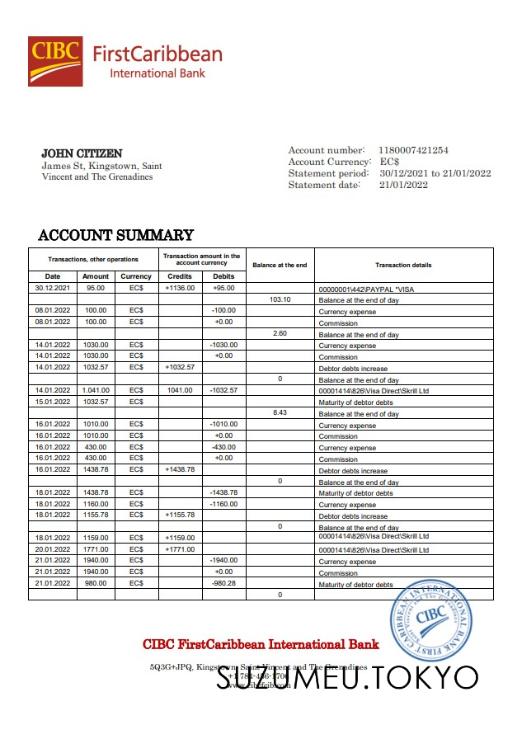 CIBC FirstCaribbean
International Bank
JOHN CITIZEN
James St, Kingstown, Saint
Vincent and The Grenadines
Account number: 1180007421254
Account Currency: EC$
Statement period: 30/12/2021 to 21/01/2022
Statement date: 21/01/2022
ACCOUNT SUMMARY
Transactions, other operations Transaction amount in the account currency Balance at the end Transaction details
Date Amount Currency Credits Debits
30.12.2021 95.00 EC$ +1136.00 +95.00 00000001\442\PAYPAL *VISA
103.10 Balance at the end of day
08.01.2022 100.00 EC$ -100.00 Currency expense
08.01.2022 100.00 EC$ +0.00 Commission
2.60 Balance at the end of day
14.01.2022 1030.00 EC$ -1030.00 Currency expense
14.01.2022 1030.00 EC$ +0.00 Commission
14.01.2022 1032.57 EC$ +1032.57 Debtor debts increase
0 Balance at the end of day
14.01.2022 1.041.00 EC$ 1041.00 -1032.57 00001414\826\Visa Direct\Skrill Ltd
15.01.2022 1032.57 EC$ Maturity of debtor debts
8.43 Balance at the end of day
16.01.2022 1010.00 EC$ -1010.00 Currency expense
16.01.2022 1010.00 EC$ +0.00 Commission
16.01.2022 430.00 EC$ -430.00 Currency expense
16.01.2022 430.00 EC$ +0.00 Commission
16.01.2022 1438.78 EC$ +1438.78 Debtor debts increase
0 Balance at the end of day
18.01.2022 1438.78 EC$ -1438.78 Maturity of debtor debts
18.01.2022 1160.00 EC$ -1160.00 Currency expense
18.01.2022 1155.78 EC$ +1155.78 Debtor debts increase
0 Balance at the end of day
18.01.2022 1159.00 EC$ +1159.00 00001414\826\Visa Direct\Skrill Ltd
20.01.2022 1771.00 EC$ +1771.00 00001414\826\Visa Direct\Skrill Ltd
21.01.2022 1940.00 EC$ -1940.00 Currency expense
21.01.2022 1940.00 EC$ +0.00 Commission
21.01.2022 980.00 EC$ -980.28 Maturity of debtor debts
0
CIBC
CIBC FirstCaribbean International Bank
5Q3G+JPQ, Kingstown, Saint Vincent and The Grenadines
SUZTIMEU.TOKYO